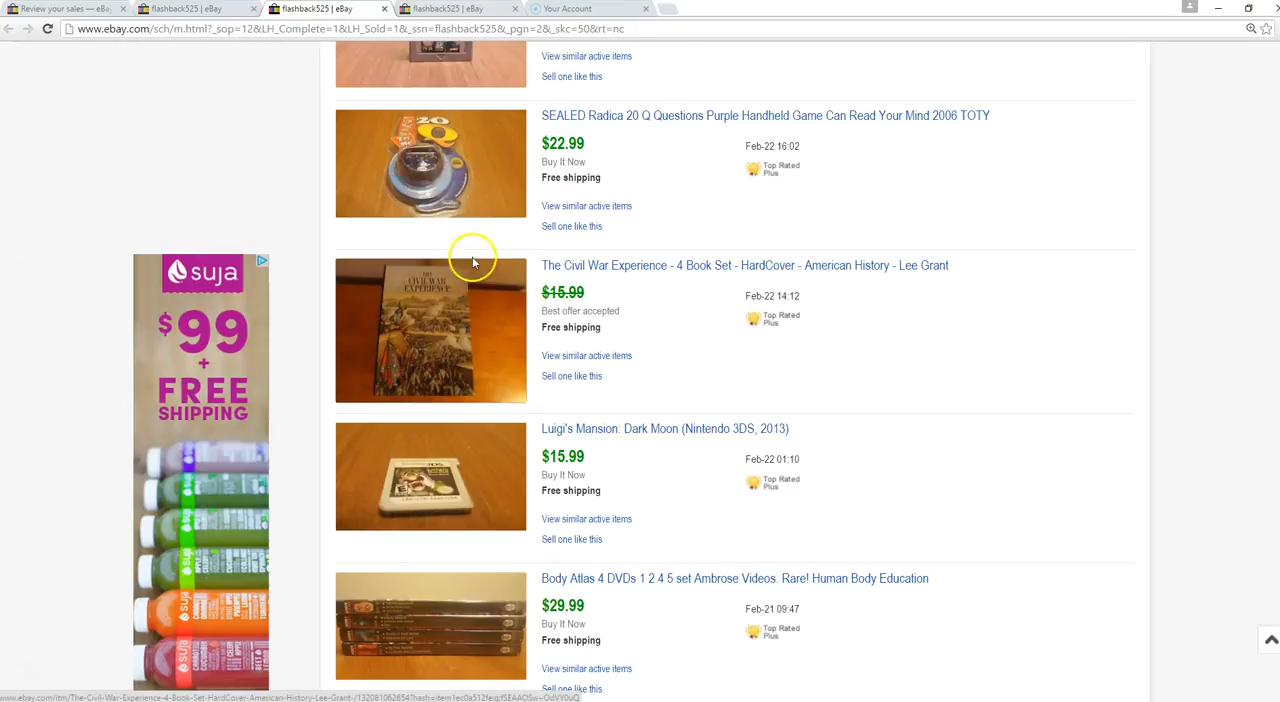 Review your sales — eBay
flashback525 | eBay
flashback525 | eBay
flashback525 | eBay
Your Account
www.ebay.com/sch/m.html?_sop=12&LH_Complete=1&LH_Sold=1&_ssn=flashback525&_pgn=2&_skc=50&rt=nc
View similar active items
Sell one like this
SEALED Radica 20 Q Questions Purple Handheld Game Can Read Your Mind 2006 TOTY
$22.99
Feb-22 16:02
Buy It Now
Top Rated
Plus
Free shipping
View similar active items
Sell one like this
20
Q
The Civil War Experience - 4 Book Set - HardCover - American History - Lee Grant
$15.99
Feb-22 14:12
Best offer accepted
Top Rated
Plus
Free shipping
View similar active items
Sell one like this
CIVIL WAR
EXPERIENCE
Luigi's Mansion: Dark Moon (Nintendo 3DS, 2013)
$15.99
Feb-22 01:10
Buy It Now
Top Rated
Plus
Free shipping
View similar active items
Sell one like this
Body Atlas 4 DVDs 1 2 4 5 set Ambrose Videos. Rare! Human Body Education
$29.99
Feb-21 09:47
Buy It Now
Top Rated
Plus
Free shipping
View similar active items
Sell one like this
suja
$99
+
FREE
SHIPPING